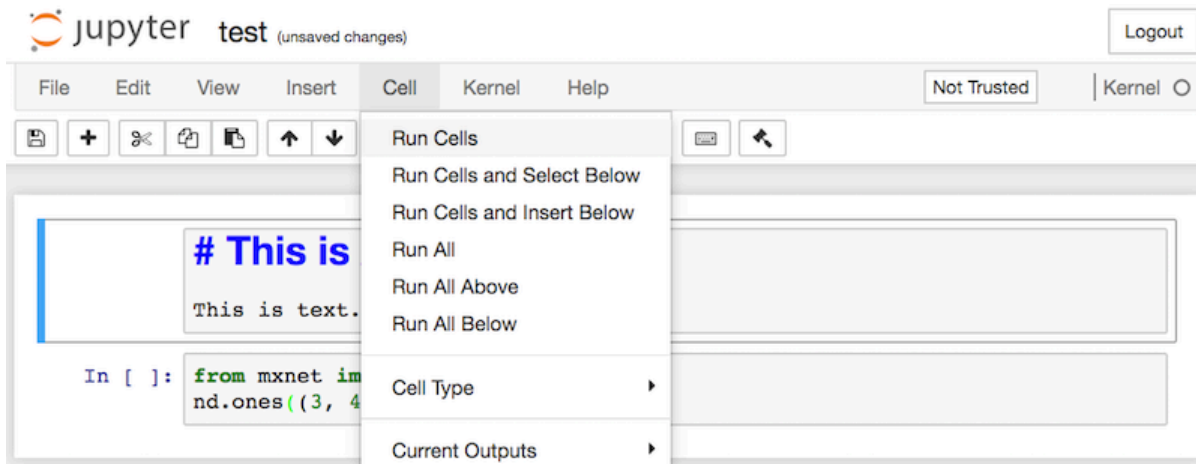 jupyter test (unsaved changes) Logout
File Edit View Insert Cell Kernel Help Not Trusted Kernel
Run Cells
Run Cells and Select Below
Run Cells and Insert Below
Run All
Run All Above
Run All Below
Cell Type
Current Outputs
# This is
This is text.
In [ ]: from mxnet im
nd.ones((3, 4